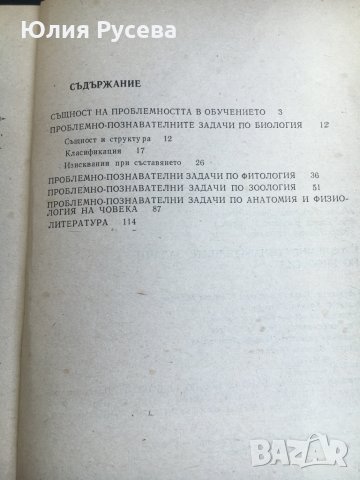 Юлия Русева
СЪДЪРЖАНИЕ
СЪЩНОСТ НА ПРОБЛЕМНОСТТА В ОБУЧЕНИЕТО 3
ПРОБЛЕМНО-ПОЗНАВАТЕЛНИТЕ ЗАДАЧИ ПО БИОЛОГИЯ 12
Същност и структура 12
Класификация 17
Изисквания при съставянето 26
ПРОБЛЕМНО-ПОЗНАВАТЕЛНИ ЗАДАЧИ ПО ФИТОЛОГИЯ 36
ПРОБЛЕМНО-ПОЗНАВАТЕЛНИ ЗАДАЧИ ПО ЗООЛОГИЯ 51
ПРОБЛЕМНО-ПОЗНАВАТЕЛНИ ЗАДАЧИ ПО АНАТОМИЯ И ФИЗИО-
ЛОГИЯ НА ЧОВЕКА 87
ЛИТЕРАТУРА 114
BAZAR